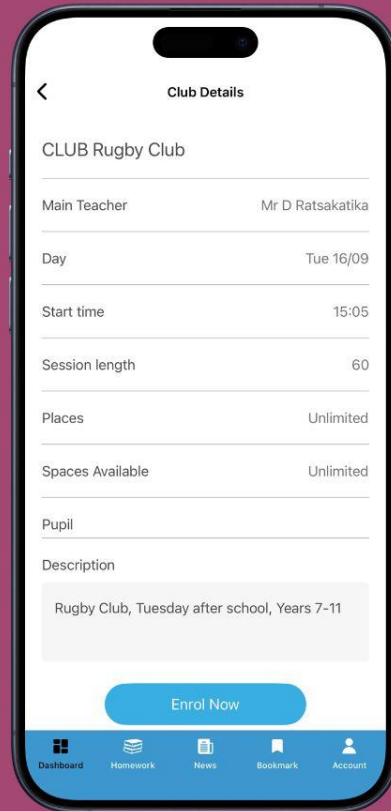 Club Details
CLUB Rugby Club
Main Teacher Mr D Ratsakatika
Day Tue 16/09
Start time 15:05
Session length 60
Places Unlimited
Spaces Available Unlimited
Pupil
Description
Rugby Club, Tuesday after school, Years 7-11
Enrol Now
Dashboard Homework News Bookmark Account